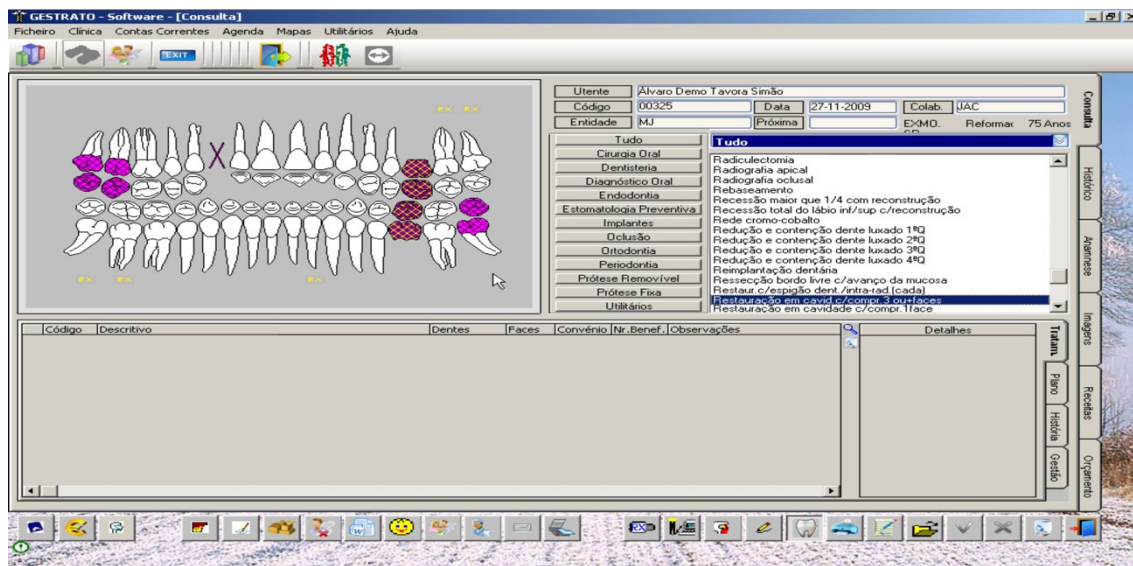 GESTRATO - Software - [Consulta]
Ficheiro Clínica Contas Correntes Agenda Mapas Utilitários Ajuda
EXIT
RX RX
RX RX RX
Utente Álvaro Demo Tavora Simão
Código 00325 Data 27-11-2009 Colab. JAC
Entidade MJ Próxima EXMO. Reformac 75 Anos
Tudo
Cirurgia Oral
Dentisteria
Diagnóstico Oral
Endodontia
Estomatologia Preventiva
Implantes
Oclusão
Ortodontia
Periodontia
Prótese Removível
Prótese Fixa
Utilitários
Tudo
Radiculectomia
Radiografia apical
Radiografia oclusal
Rebaseamento
Recessão maior que 1/4 com reconstrução
Recessão total do lábio inf/sup c/reconstrução
Rede cromo-cobalto
Redução e contenção dente luxado 1ºQ
Redução e contenção dente luxado 2ºQ
Redução e contenção dente luxado 3ºQ
Redução e contenção dente luxado 4ºQ
Reimplantação dentária
Ressecção bordo livre c/avanço da mucosa
Restaur.c/espigão dent./intra-rad.(cada)
Restauração em cavid.c/compr.3 ou+faces
Restauração em cavidade c/compr.1face
Consulta
Histórico
Anamnese
Imagens
Receitas
Orçamento
Código Descritivo Dentes Faces Convénio Nr.Benef. Observações
Detalhes
Tratam.
Plano
História
Gestão
RX